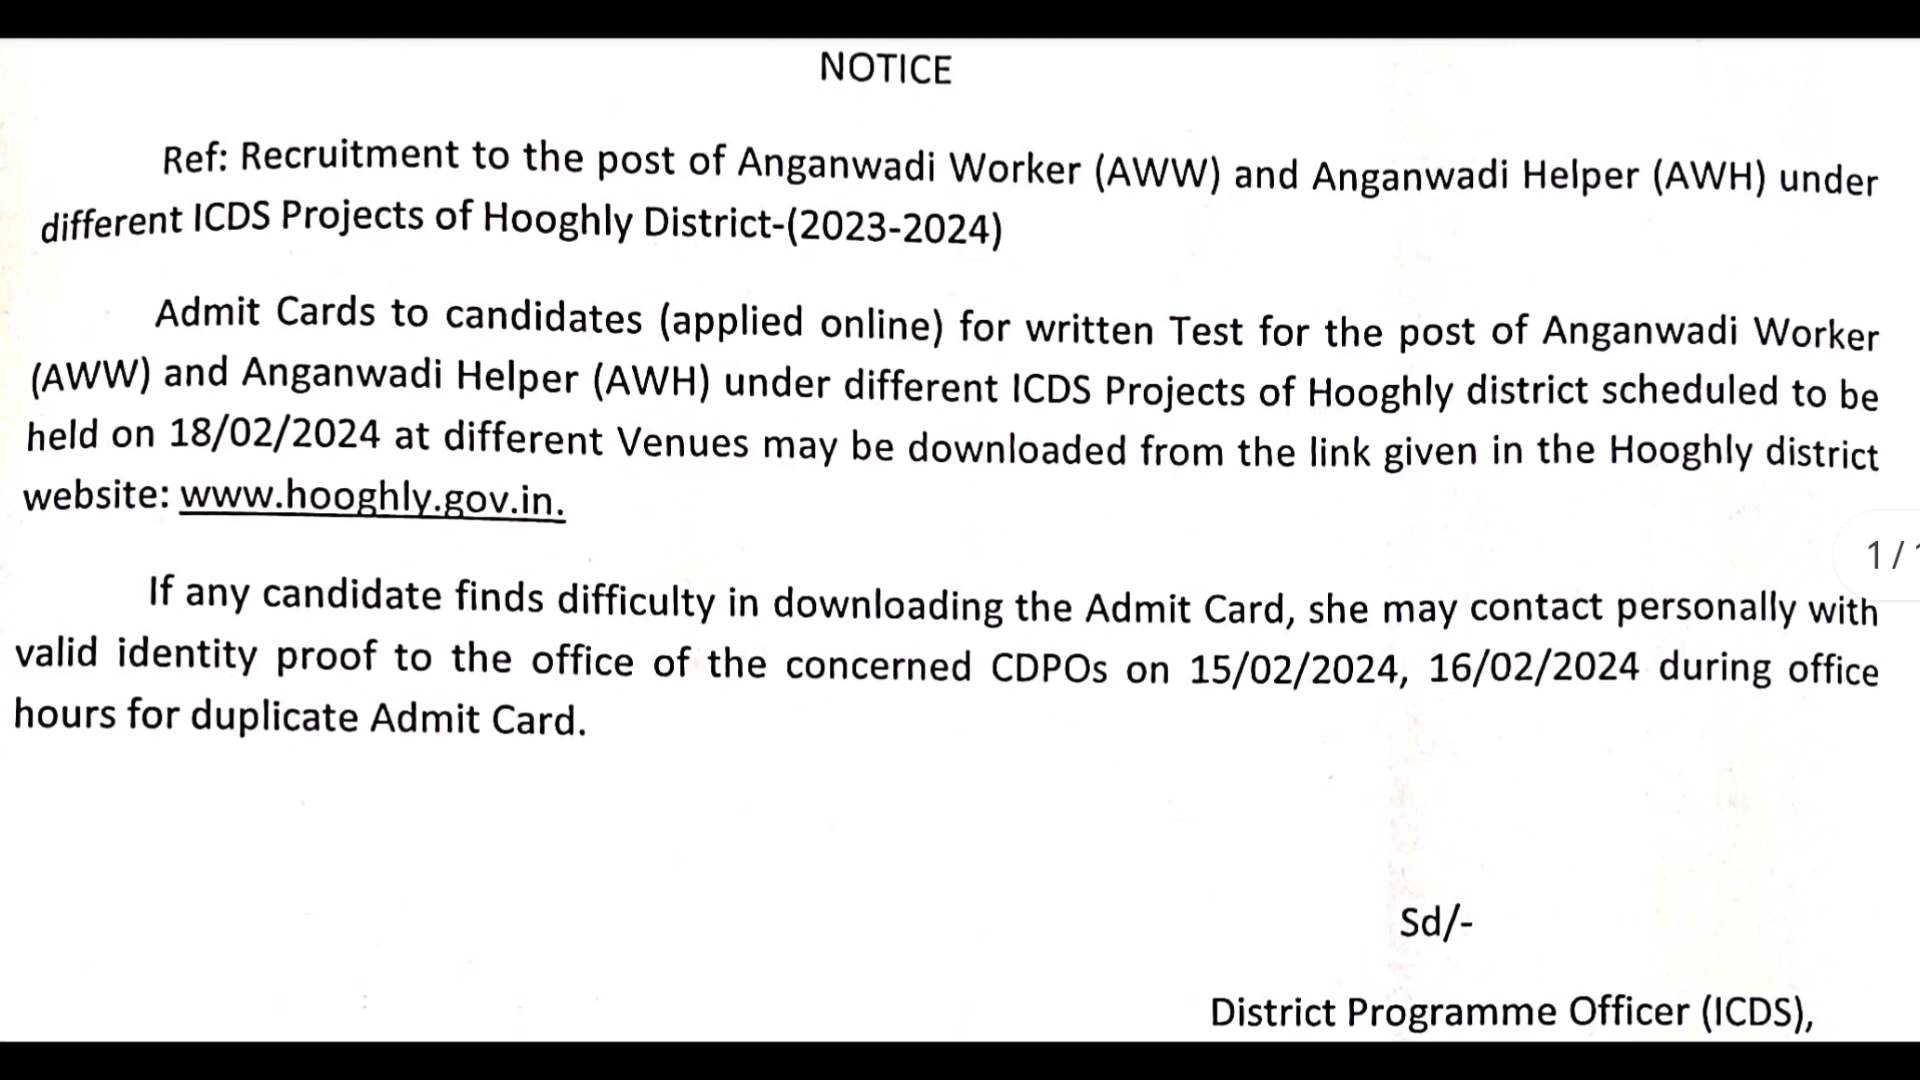 NOTICE
Ref: Recruitment to the post of Anganwadi Worker (AWW) and Anganwadi Helper (AWH) under
different ICDS Projects of Hooghly District-(2023-2024)
Admit Cards to candidates (applied online) for written Test for the post of Anganwadi Worker
(AWW) and Anganwadi Helper (AWH) under different ICDS Projects of Hooghly district scheduled to be
held on 18/02/2024 at different Venues may be downloaded from the link given in the Hooghly district
website: www.hooghly.gov.in.
1/
If any candidate finds difficulty in downloading the Admit Card, she may contact personally with
valid identity proof to the office of the concerned CDPOs on 15/02/2024, 16/02/2024 during office
hours for duplicate Admit Card.
Sd/-
District Programme Officer (ICDS),